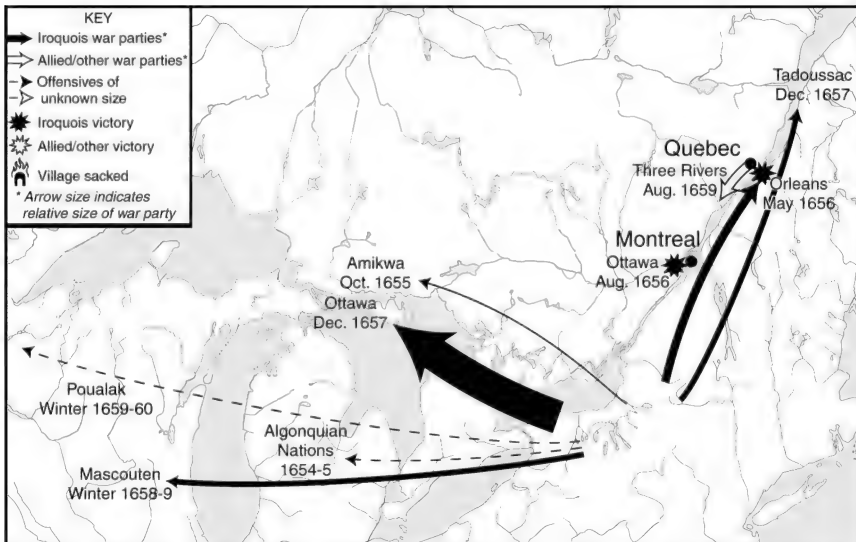 KEY
Iroquois war parties*
Allied/other war parties*
Offensives of
unknown size
Iroquois victory
Allied/other victory
Village sacked
* Arrow size indicates
relative size of war party
Tadoussac
Dec. 1657
Quebec
Three Rivers
Aug. 1659
Orleans
May 1656
Montreal
Ottawa
Aug. 1656
Amikwa
Oct. 1655
Ottawa
Dec. 1657
Poualak
Winter 1659-60
Algonquian
Nations
1654-5
Mascouten
Winter 1658-9